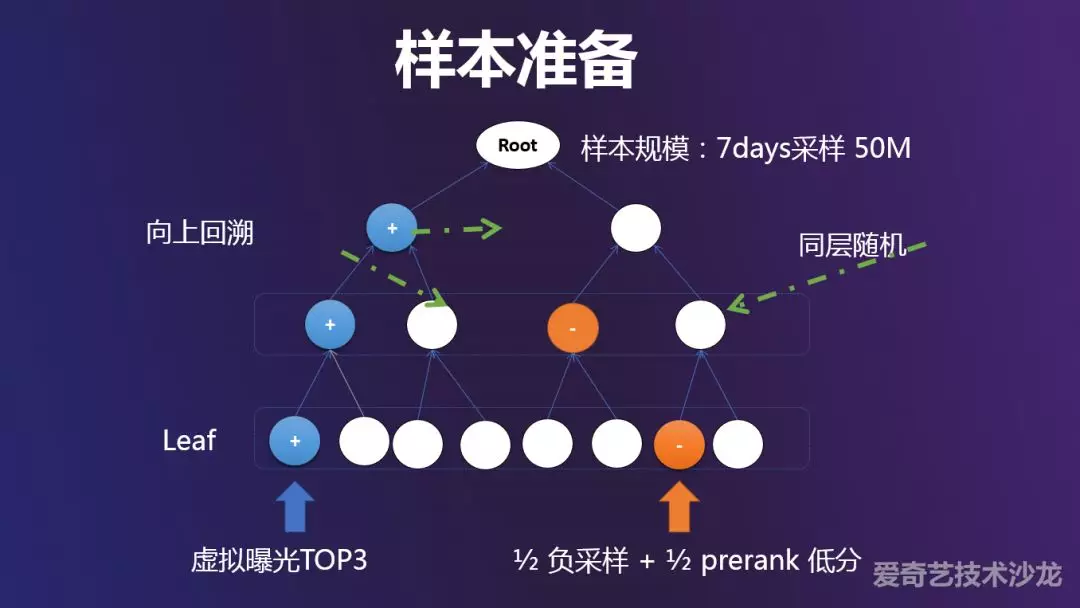 样本准备
Root
样本规模：7days采样 50M
+
向上回溯
同层随机
+
-
Leaf
+
-
虚拟曝光TOP3
½ 负采样 + ½ prerank 低分
爱奇艺技术沙龙